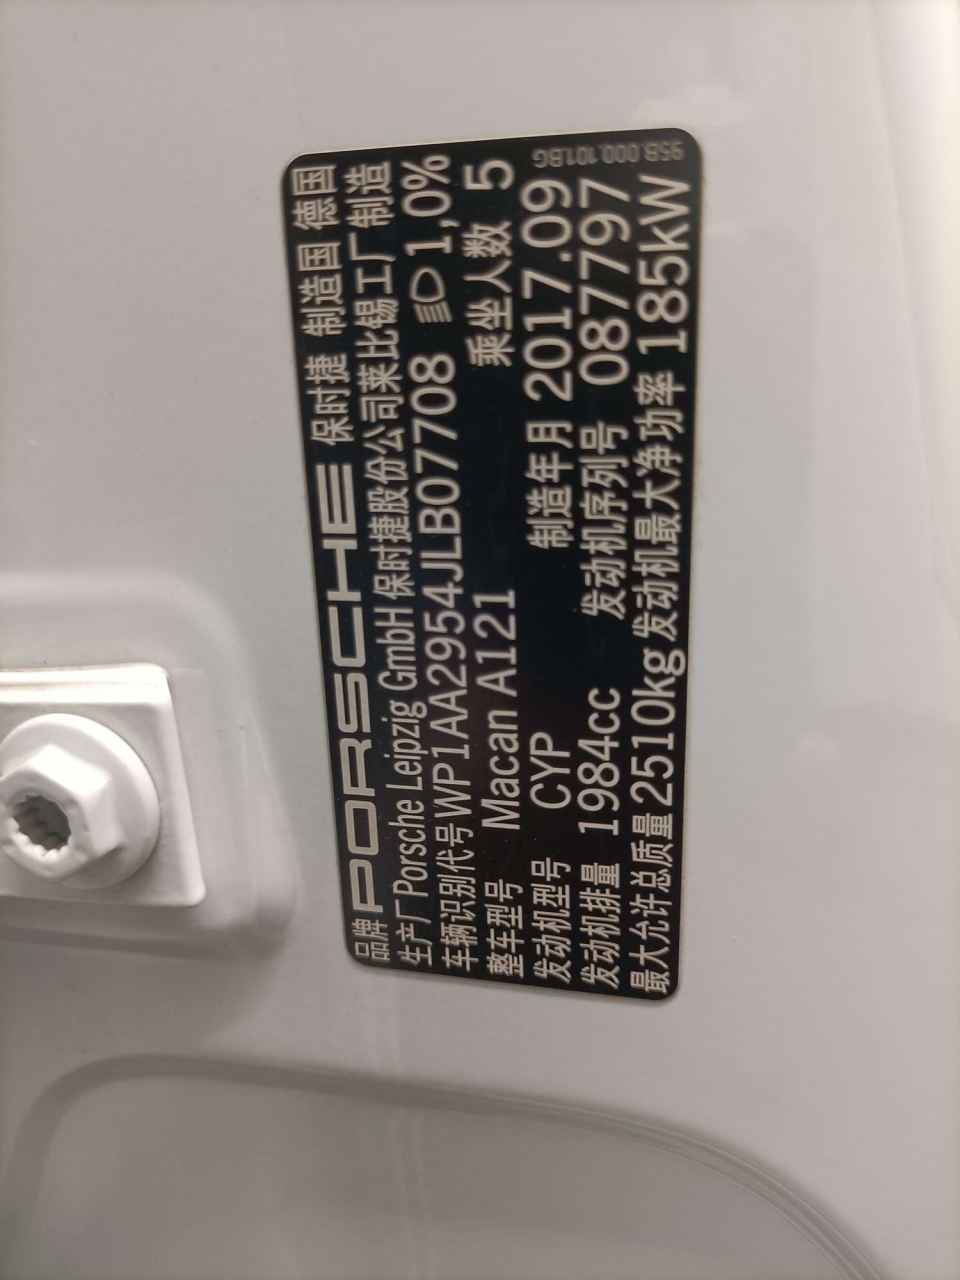 品牌 PORSCHE 保时捷 制造国 德国
生产厂 Porsche Leipzig GmbH 保时捷股份公司莱比锡工厂制造
车辆识别代号 WP1AA2954JLB07708 1,0%
整车型号 Macan A121 乘坐人数 5
发动机型号 CYP 制造年月 2017.09
发动机排量 1984cc 发动机序列号 087797
最大允许总质量 2510kg 发动机最大净功率 185kW
95B.000.101.BG